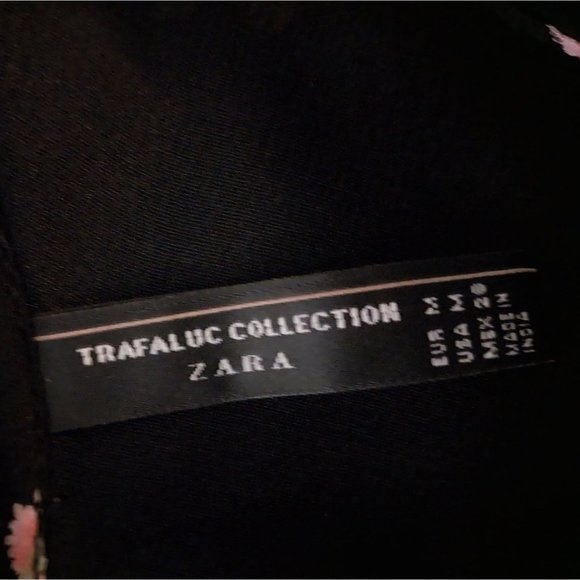 TRAFALUC COLLECTION
ZARA
EUR M
USA M
MEX 28
MADE IN
INDIA